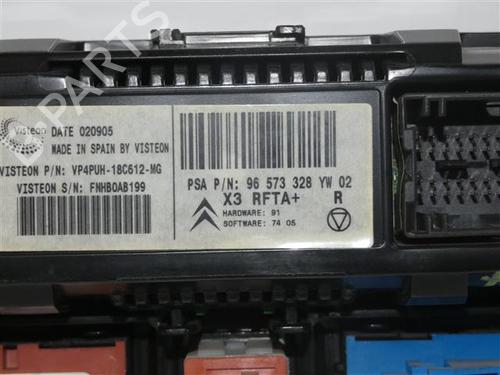 Visteon DATE 020905
MADE IN SPAIN BY VISTEON
VISTEON P/N: VP4PUH-18C612-MG
VISTEON S/N: FNHB0AB199
PSA P/N: 96 573 328 YW 02
X3 RFTA+ R
HARDWARE: 91
SOFTWARE: 74 05
B-PARTS